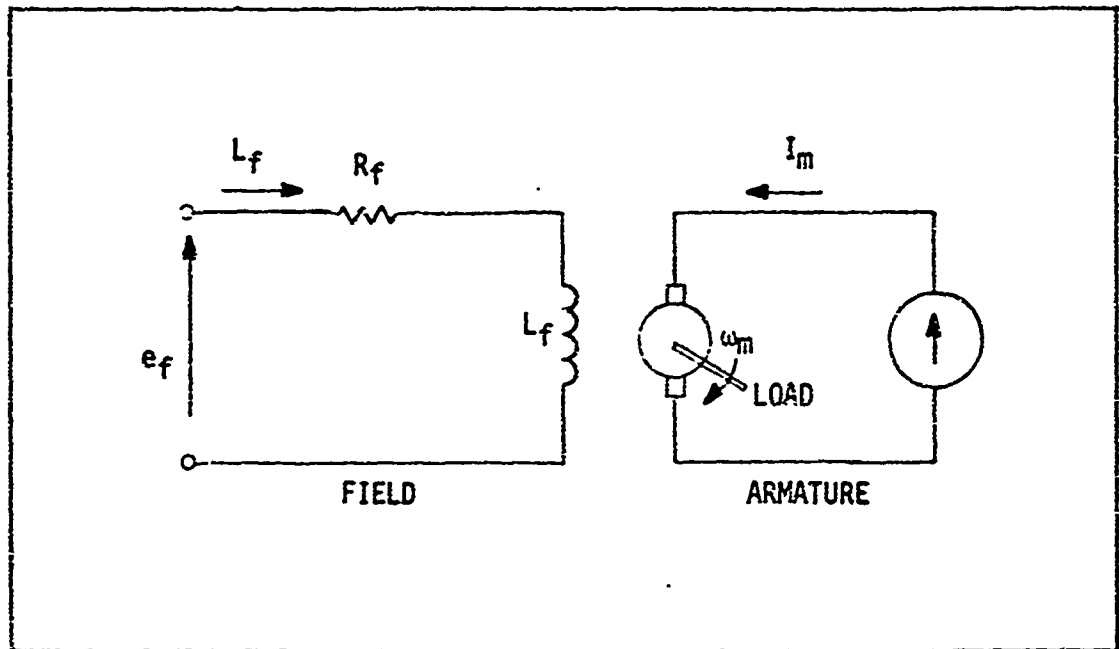 L_f
R_f
I_m
e_f
L_f
ω_m
LOAD
FIELD
ARMATURE